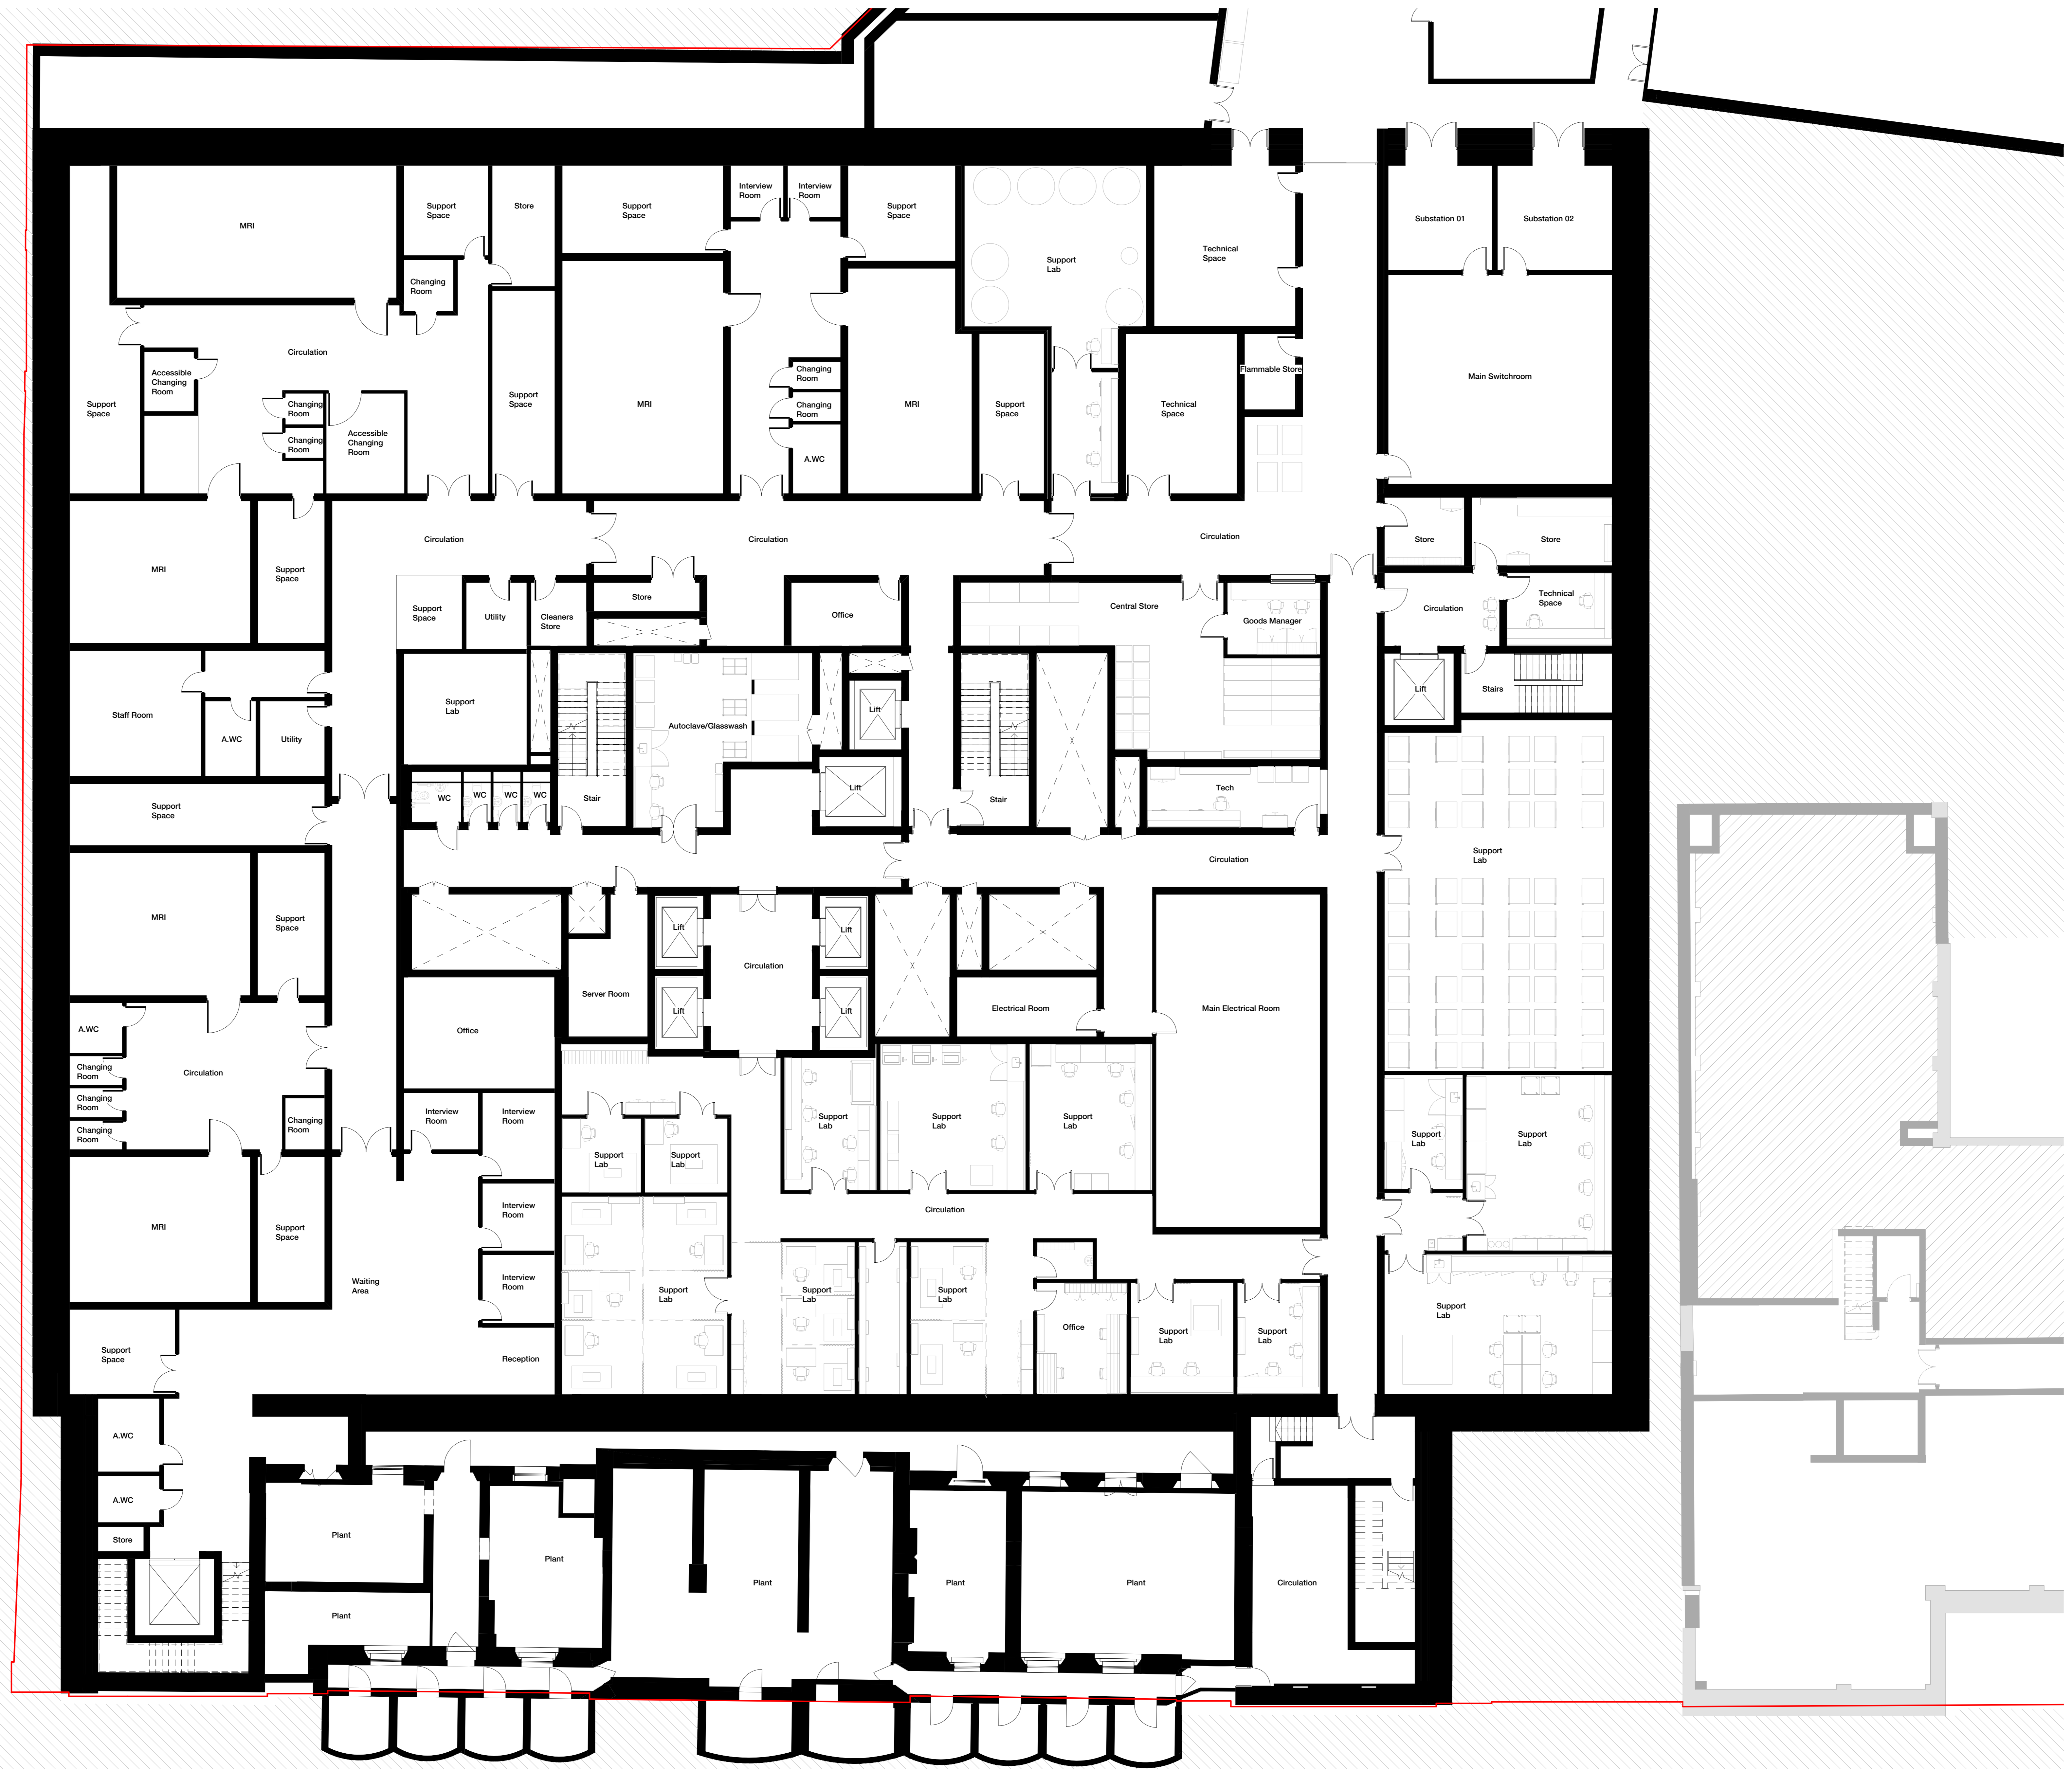 Interview
Room
Interview
Room
Support
Space
Store
Support
Space
Support
Space
MRI
Substation 01
Substation 02
Technical
Space
Support
Lab
Changing
Room
Circulation
Changing
Room
Flammable Store
Main Switchroom
Accessible
Changing
Room
Support
Space
Changing
Room
Support
Space
MRI
Changing
Room
MRI
Support
Space
Technical
Space
Accessible
Changing
Room
Changing
Room
A.WC
Circulation
Circulation
Circulation
Store
Store
MRI
Support
Space
Store
Technical
Space
Support
Space
Utility
Cleaners
Store
Office
Central Store
Goods Manager
Circulation
Staff Room
Support
Lab
Lift
Lift
Stairs
A.WC
Utility
Autoclave/Glasswash
Lift
Tech
Support
Space
WC
WC
WC
WC
Stair
Stair
Circulation
Support
Lab
MRI
Support
Space
Lift
Lift
Circulation
Server Room
Electrical Room
Main Electrical Room
Lift
Lift
A.WC
Office
Changing
Room
Circulation
Changing
Room
Changing
Room
Changing
Room
Interview
Room
Interview
Room
Support
Lab
Support
Lab
Support
Lab
Support
Lab
Support
Lab
Support
Lab
Support
Lab
Interview
Room
Circulation
MRI
Support
Space
Waiting
Area
Interview
Room
Support
Lab
Support
Lab
Support
Lab
Support
Lab
Office
Support
Lab
Support
Lab
Support
Space
Reception
A.WC
A.WC
Store
Plant
Plant
Plant
Plant
Plant
Circulation
Plant